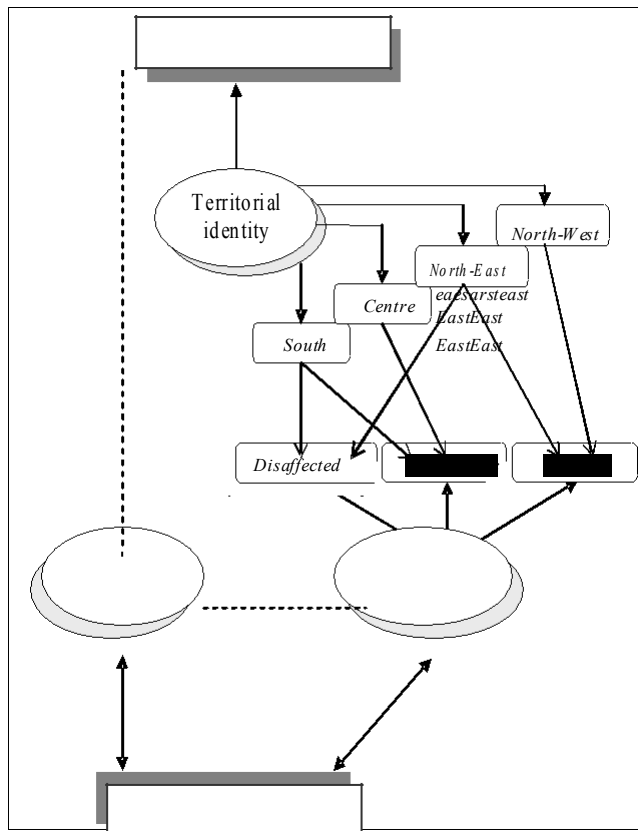 Territorial
identity
North-West
North-East
eaesarsteast
Centre
EastEast
South
EastEast
Disaffected